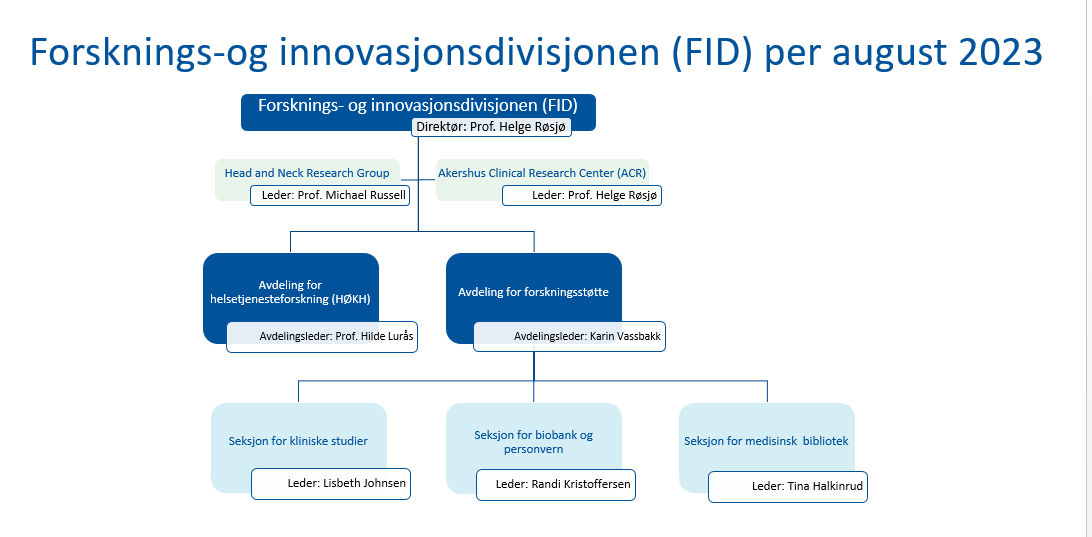 Forsknings-og innovasjonsdivisjonen (FID) per august 2023
Forsknings- og innovasjonsdivisjonen (FID)
Direktør: Prof. Helge Røsjø
Head and Neck Research Group
Leder: Prof. Michael Russell
Akershus Clinical Research Center (ACR)
Leder: Prof. Helge Røsjø
Avdeling for
helsetjenesteforskning (HØKH)
Avdelingsleder: Prof. Hilde Lurås
Avdeling for forskningsstøtte
Avdelingsleder: Karin Vassbakk
Seksjon for kliniske studier
Leder: Lisbeth Johnsen
Seksjon for biobank og
personvern
Leder: Randi Kristoffersen
Seksjon for medisinsk bibliotek
Leder: Tina Halkinrud